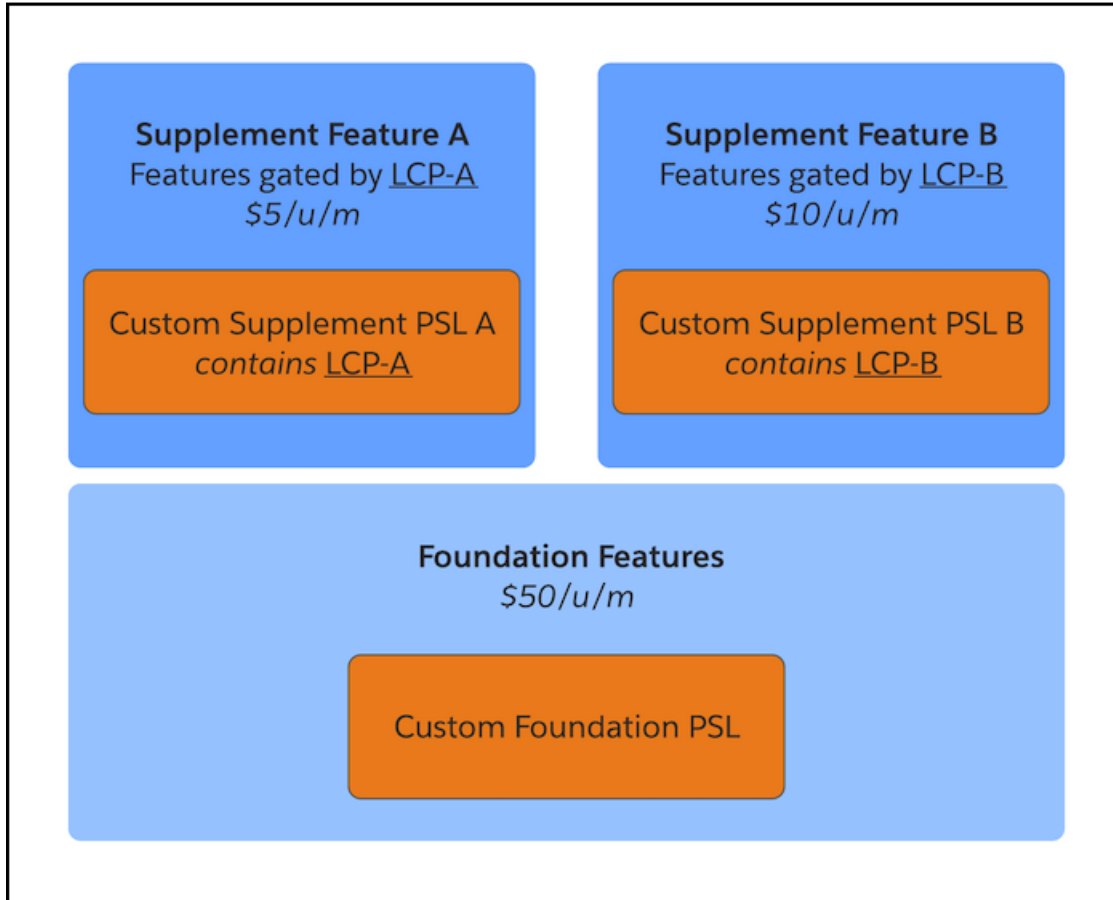 Supplement Feature A
Features gated by LCP-A
$5/u/m
Custom Supplement PSL A
contains LCP-A
Supplement Feature B
Features gated by LCP-B
$10/u/m
Custom Supplement PSL B
contains LCP-B
Foundation Features
$50/u/m
Custom Foundation PSL